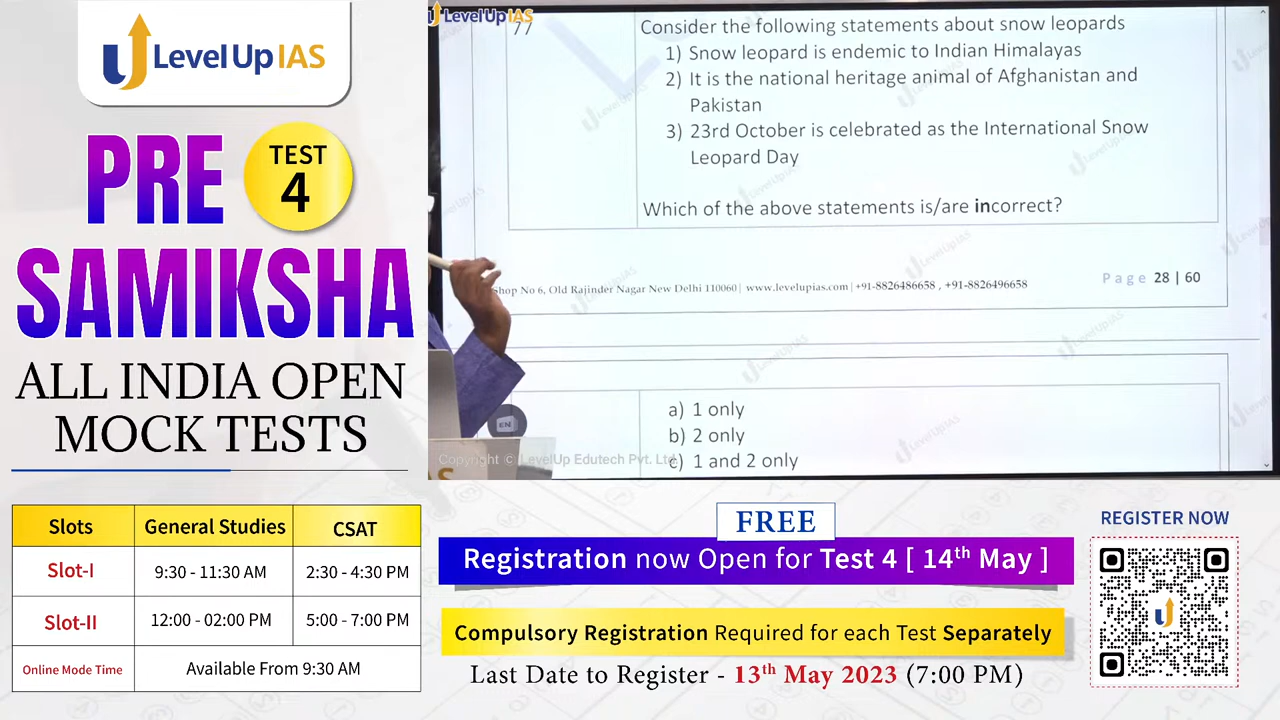 Level Up IAS
PRE
TEST
4
SAMIKSHA
ALL INDIA OPEN
MOCK TESTS
Slots
General Studies
CSAT
Slot-I
9:30 - 11:30 AM
2:30 - 4:30 PM
Slot-II
12:00 - 02:00 PM
5:00 - 7:00 PM
Online Mode Time
Available From 9:30 AM
LevelUp IAS
77
Consider the following statements about snow leopards
1) Snow leopard is endemic to Indian Himalayas
2) It is the national heritage animal of Afghanistan and
Pakistan
3) 23rd October is celebrated as the International Snow
Leopard Day
Which of the above statements is/are incorrect?
Shop No 6, Old Rajinder Nagar New Delhi 110060| www.levelupias.com | +91-8826486658 , +91-8826496658
Page 28 | 60
a) 1 only
b) 2 only
c) 1 and 2 only
EN
Copyright © LevelUp Edutech Pvt. Ltd
FREE
Registration now Open for Test 4 [ 14th May ]
Compulsory Registration Required for each Test Separately
Last Date to Register - 13th May 2023 (7:00 PM)
REGISTER NOW